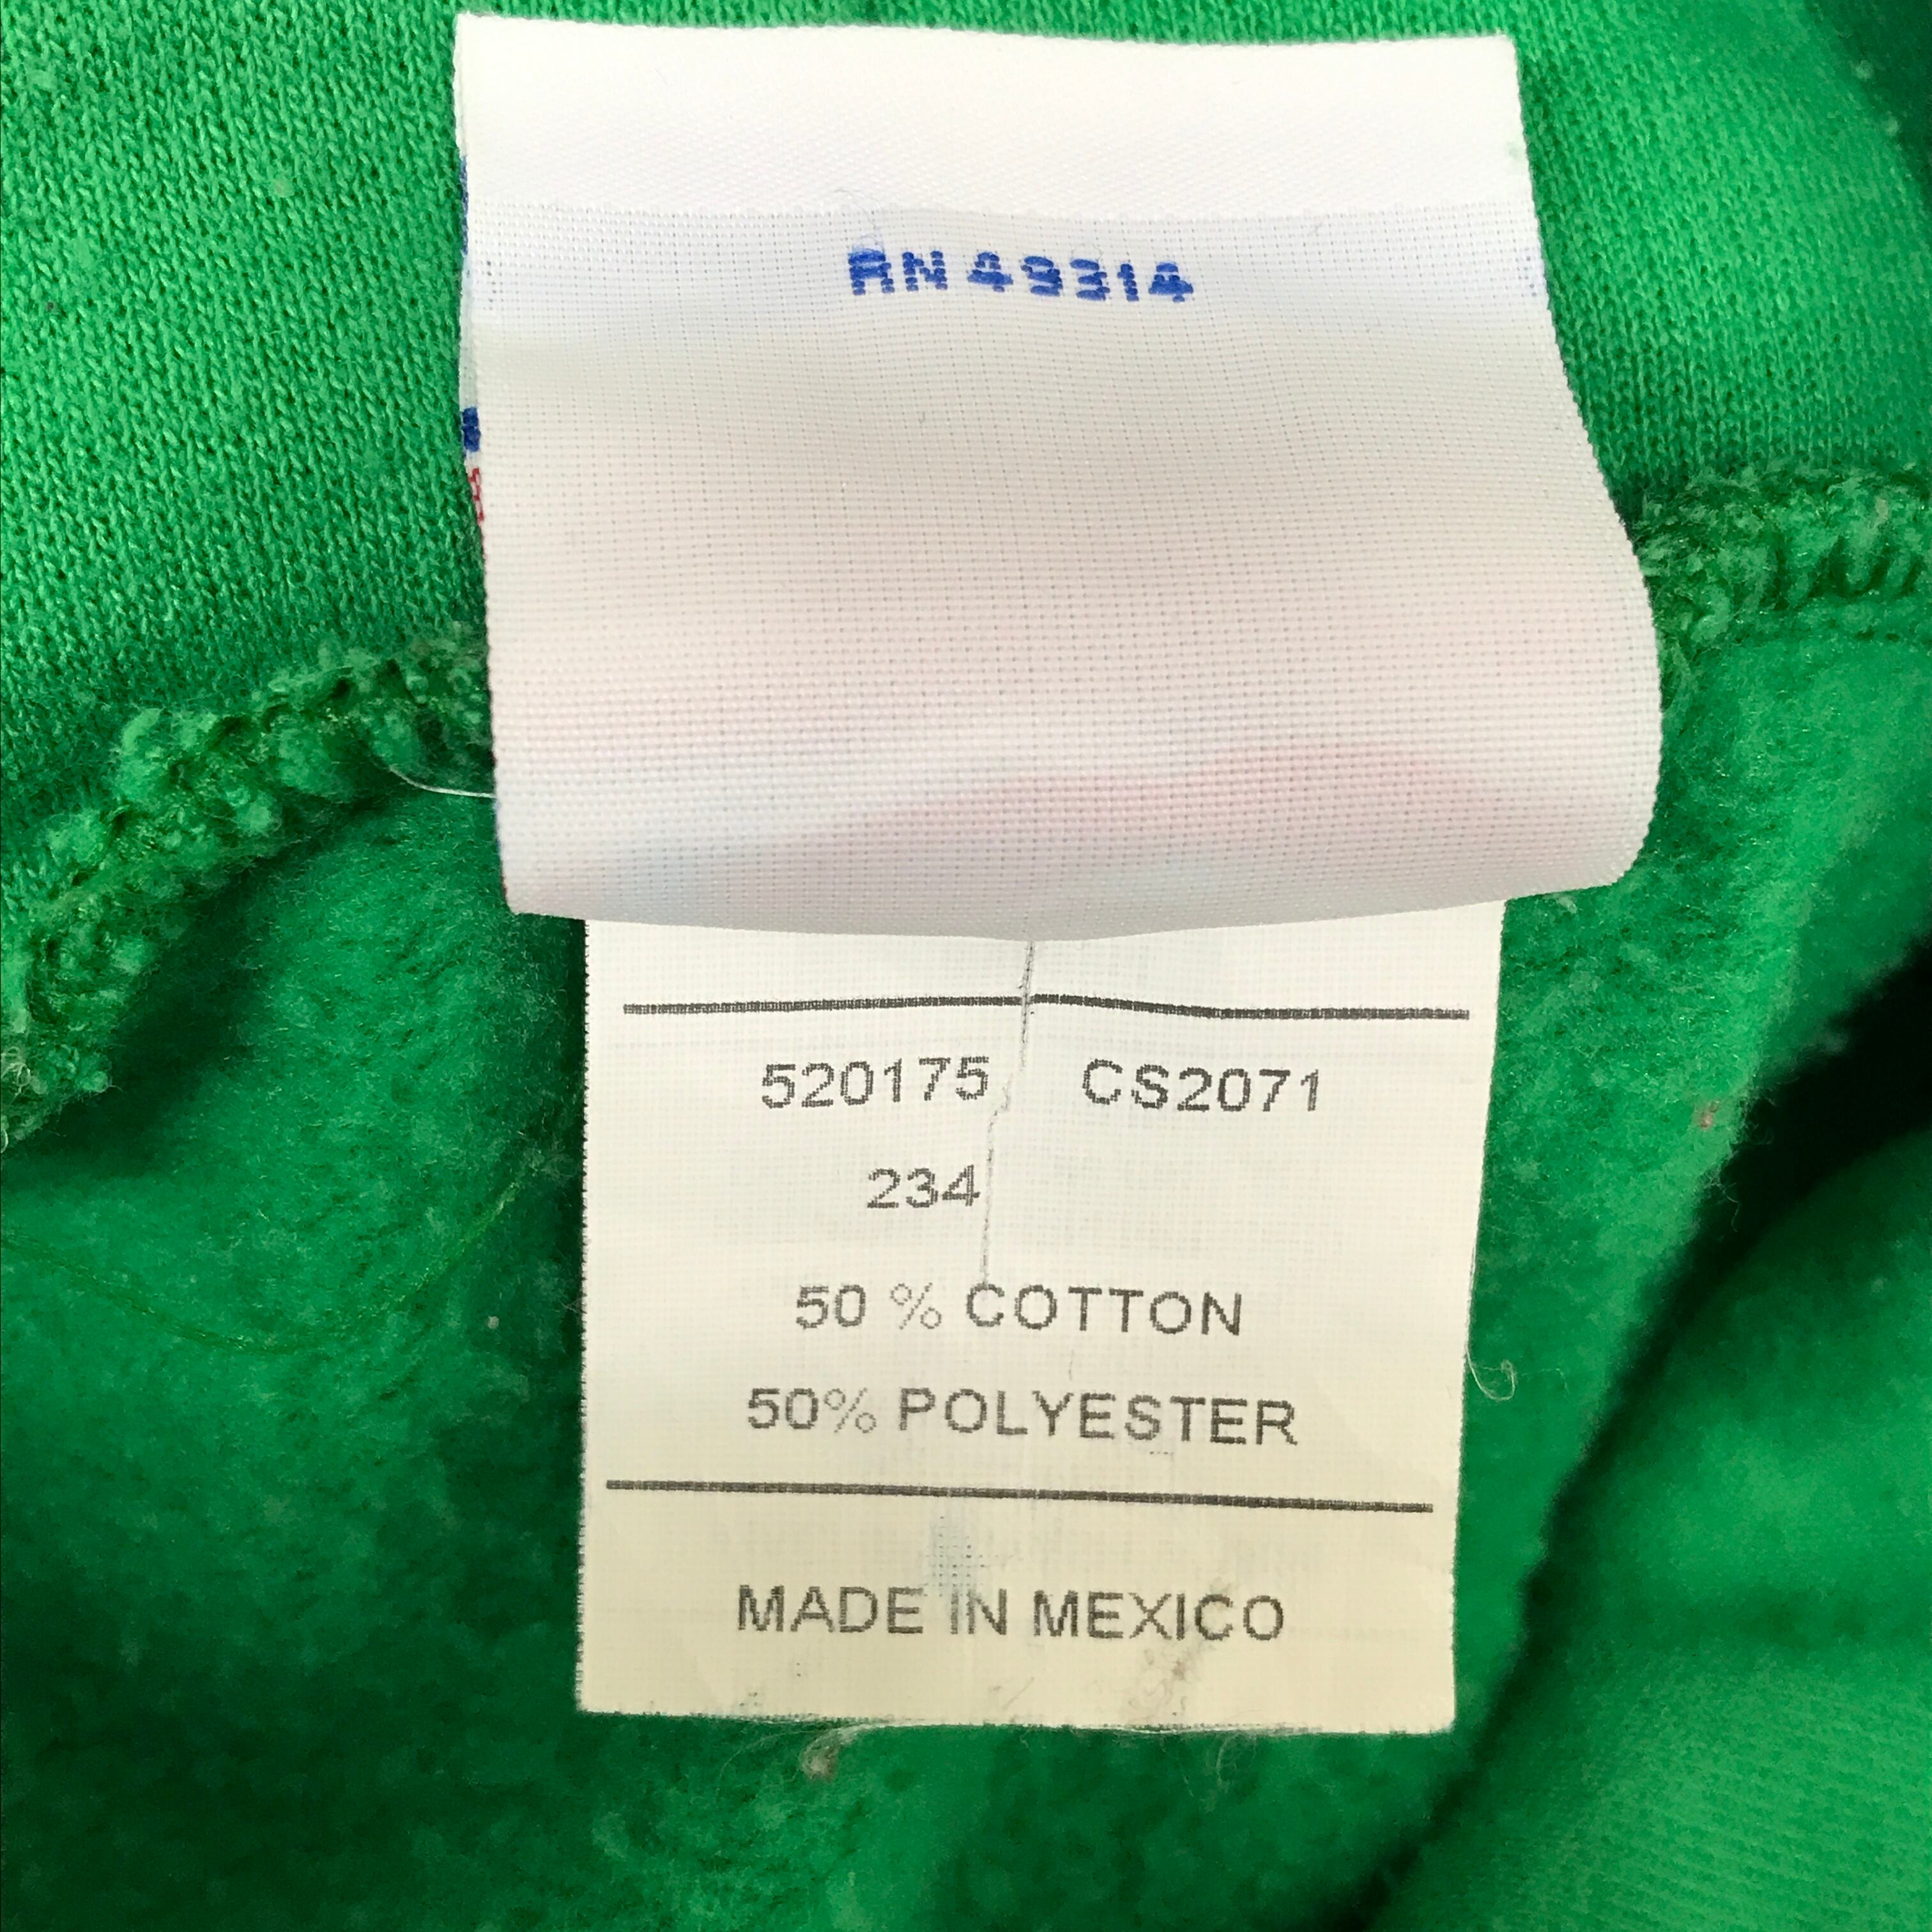 RN 49314
520175 CS2071
234
50 % COTTON
50% POLYESTER
MADE IN MEXICO